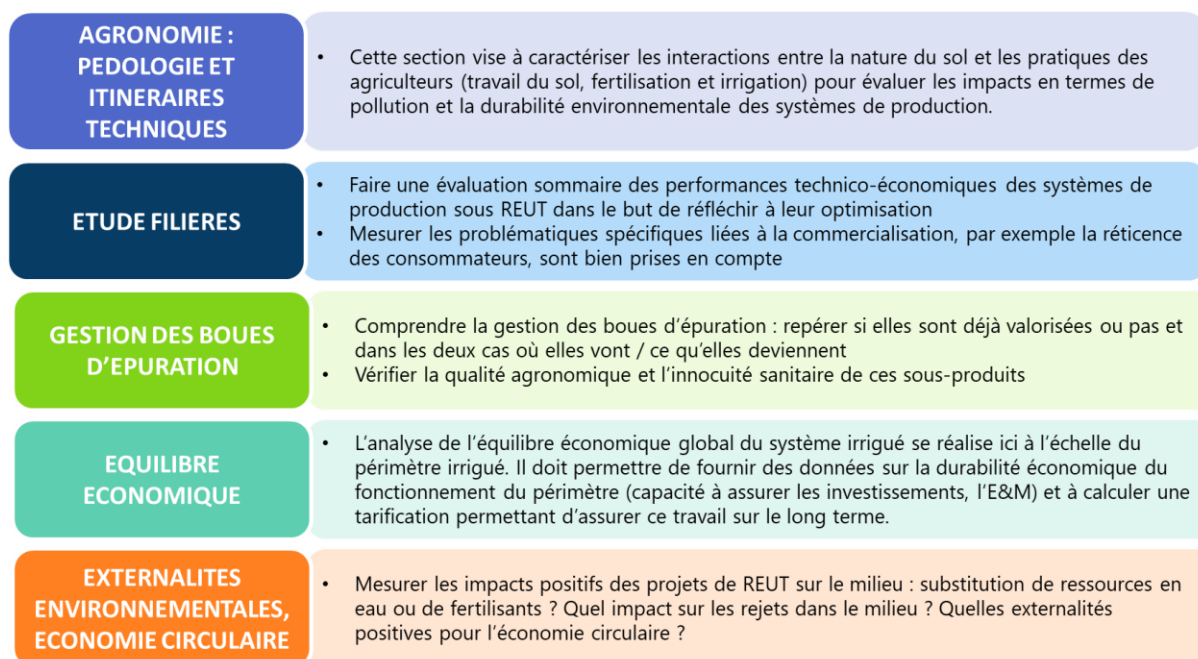 AGRONOMIE :
PEDOLOGIE ET
ITINERAIRES
TECHNIQUES
• Cette section vise à caractériser les interactions entre la nature du sol et les pratiques des
agriculteurs (travail du sol, fertilisation et irrigation) pour évaluer les impacts en termes de
pollution et la durabilité environnementale des systèmes de production.
ETUDE FILIERES
• Faire une évaluation sommaire des performances technico-économiques des systèmes de
production sous REUT dans le but de réfléchir à leur optimisation
• Mesurer les problématiques spécifiques liées à la commercialisation, par exemple la réticence
des consommateurs, sont bien prises en compte
GESTION DES BOUES
D'EPURATION
• Comprendre la gestion des boues d'épuration : repérer si elles sont déjà valorisées ou pas et
dans les deux cas où elles vont / ce qu'elles deviennent
• Vérifier la qualité agronomique et l'innocuité sanitaire de ces sous-produits
EQUILIBRE
ECONOMIQUE
• L'analyse de l'équilibre économique global du système irrigué se réalise ici à l'échelle du
périmètre irrigué. Il doit permettre de fournir des données sur la durabilité économique du
fonctionnement du périmètre (capacité à assurer les investissements, l'E&M) et à calculer une
tarification permettant d'assurer ce travail sur le long terme.
EXTERNALITES
ENVIRONNEMENTALES,
ECONOMIE CIRCULAIRE
• Mesurer les impacts positifs des projets de REUT sur le milieu : substitution de ressources en
eau ou de fertilisants ? Quel impact sur les rejets dans le milieu ? Quelles externalités
positives pour l'économie circulaire ?